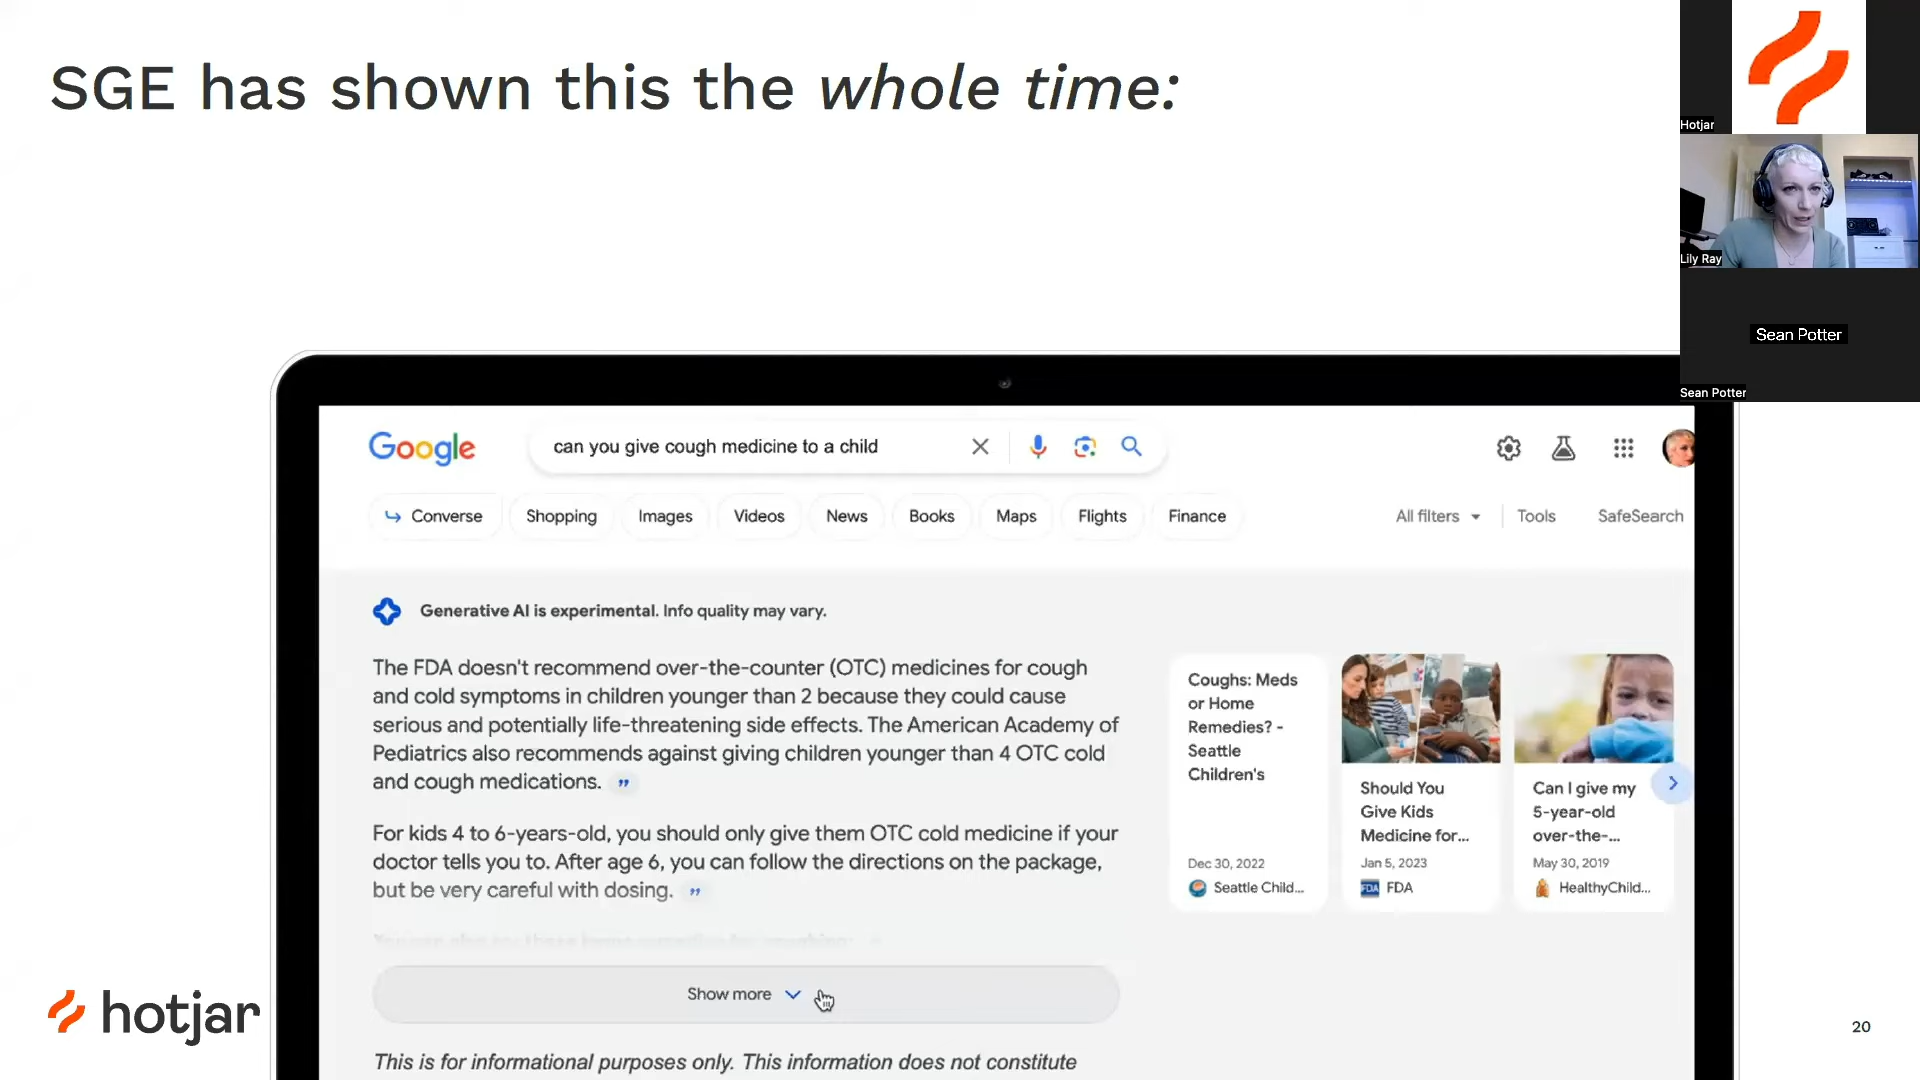 SGE has shown this the whole time:
Hotjar
Lily Ray
Sean Potter
Sean Potter
Google
can you give cough medicine to a child
Converse
Shopping
Images
Videos
News
Books
Maps
Flights
Finance
All filters
Tools
SafeSearch
Generative AI is experimental. Info quality may vary.
The FDA doesn't recommend over-the-counter (OTC) medicines for cough
and cold symptoms in children younger than 2 because they could cause
serious and potentially life-threatening side effects. The American Academy of
Pediatrics also recommends against giving children younger than 4 OTC cold
and cough medications. ”
For kids 4 to 6-years-old, you should only give them OTC cold medicine if your
doctor tells you to. After age 6, you can follow the directions on the package,
but be very careful with dosing. ”
Coughs: Meds
or Home
Remedies? -
Seattle
Children's
Dec 30, 2022
Seattle Child...
Should You
Give Kids
Medicine for...
Jan 5, 2023
FDA
FDA
Can I give my
5-year-old
over-the-...
May 30, 2019
HealthyChild...
Show more
This is for informational purposes only. This information does not constitute
hotjar
20